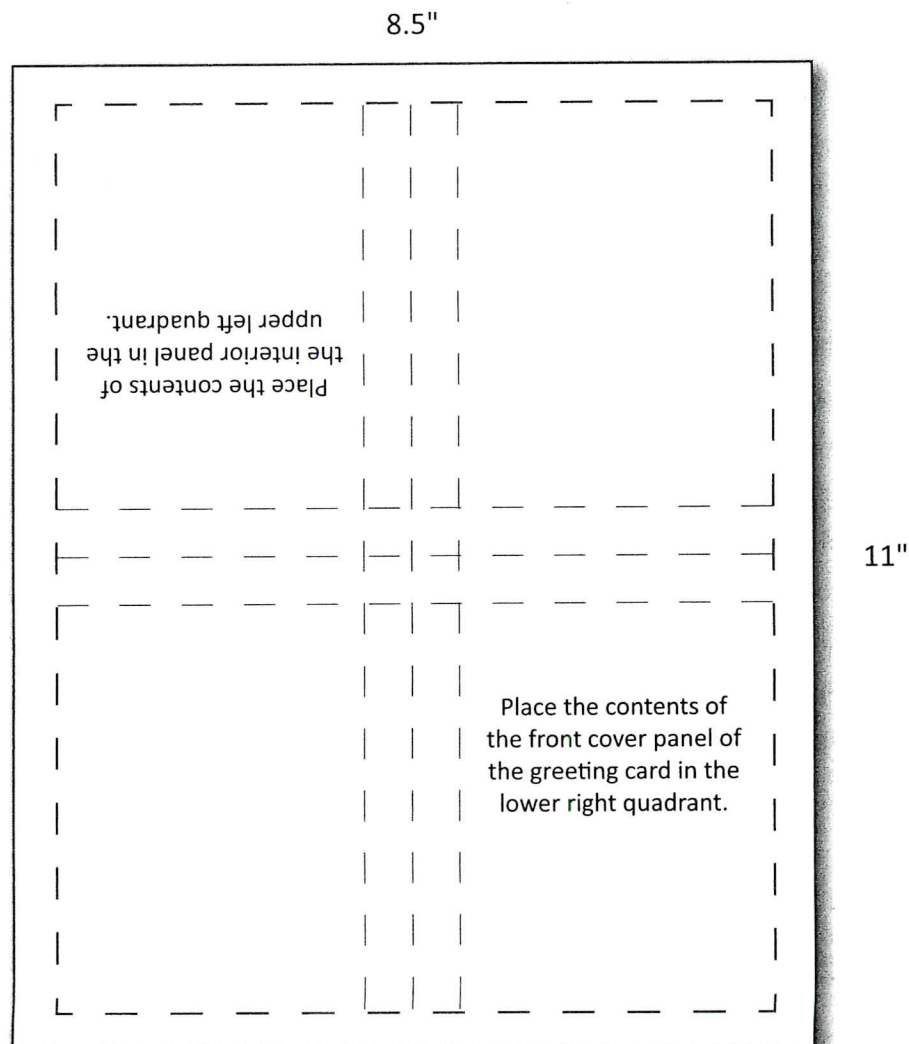 8.5"
Place the contents of
the interior panel in the
upper left quadrant.
11"
Place the contents of
the front cover panel of
the greeting card in the
lower right quadrant.